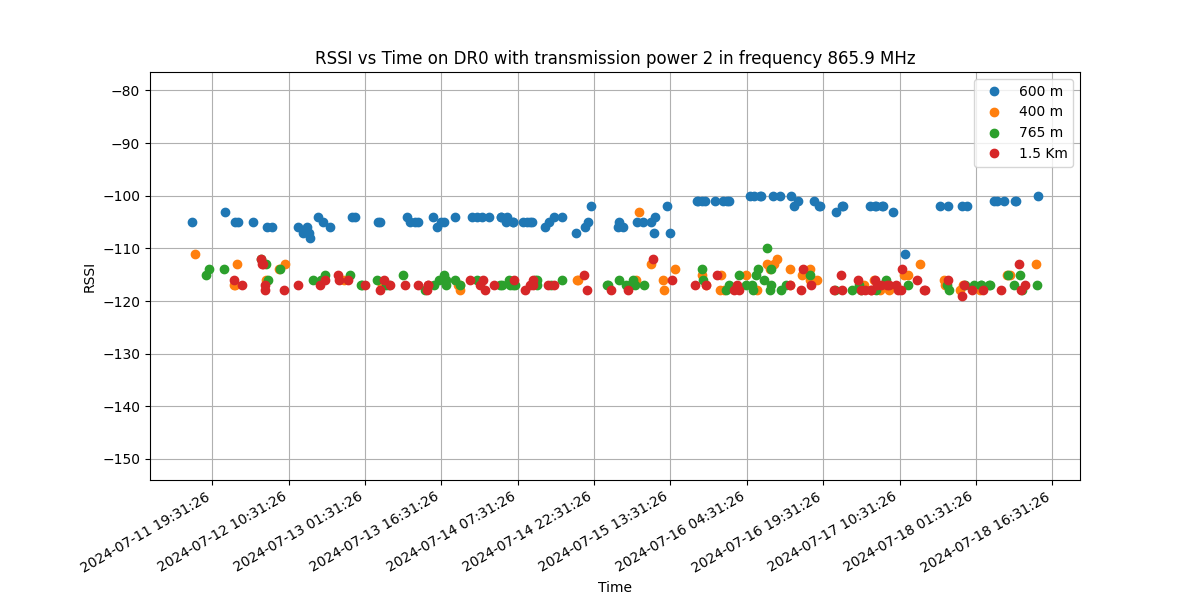 RSSI vs Time on DR0 with transmission power 2 in frequency 865.9 MHz
600 m
400 m
765 m
1.5 Km
RSSI
−80
−90
−100
−110
−120
−130
−140
−150
2024-07-11 19:31:26
2024-07-12 10:31:26
2024-07-13 01:31:26
2024-07-13 16:31:26
2024-07-14 07:31:26
2024-07-14 22:31:26
2024-07-15 13:31:26
2024-07-16 04:31:26
2024-07-16 19:31:26
2024-07-17 10:31:26
2024-07-18 01:31:26
2024-07-18 16:31:26
Time